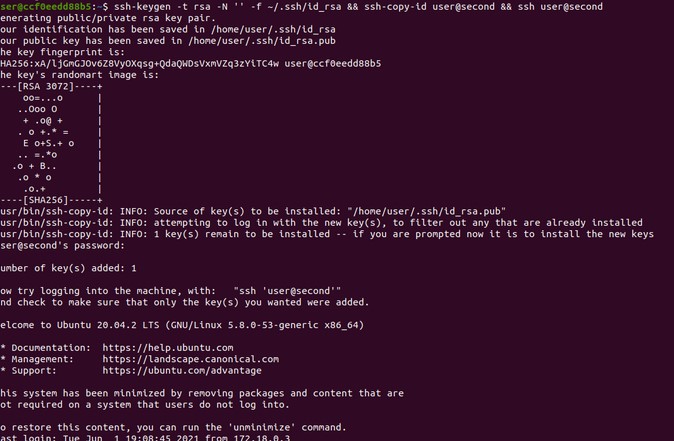 ser@ccf0eedd88b5:~$ ssh-keygen -t rsa -N '' -f ~/.ssh/id_rsa && ssh-copy-id user@second && ssh user@second
enerating public/private rsa key pair.
our identification has been saved in /home/user/.ssh/id_rsa
our public key has been saved in /home/user/.ssh/id_rsa.pub
he key fingerprint is:
HA256:xA/ljGmGJOv6Z8VyOXqsg+QdaQWDsVxmVZq3zYiTC4w user@ccf0eedd88b5
he key's randomart image is:
---[RSA 3072]----+
    oo=...o      |
   ..Ooo O       |
    + .o@ +      |
   . o +.* =     |
    E o+S.+ o    |
   .. =.*o       |
  .o + B..       |
   .o * o        |
    .o.+         |
----[SHA256]-----+
usr/bin/ssh-copy-id: INFO: Source of key(s) to be installed: "/home/user/.ssh/id_rsa.pub"
usr/bin/ssh-copy-id: INFO: attempting to log in with the new key(s), to filter out any that are already installed
usr/bin/ssh-copy-id: INFO: 1 key(s) remain to be installed -- if you are prompted now it is to install the new keys
ser@second's password:
umber of key(s) added: 1
ow try logging into the machine, with:   "ssh 'user@second'"
nd check to make sure that only the key(s) you wanted were added.
elcome to Ubuntu 20.04.2 LTS (GNU/Linux 5.8.0-53-generic x86_64)
* Documentation:  https://help.ubuntu.com
* Management:     https://landscape.canonical.com
* Support:        https://ubuntu.com/advantage
his system has been minimized by removing packages and content that are
ot required on a system that users do not log into.
o restore this content, you can run the 'unminimize' command.
ast login: Tue Jun  1 19:08:45 2021 from 172.18.0.3